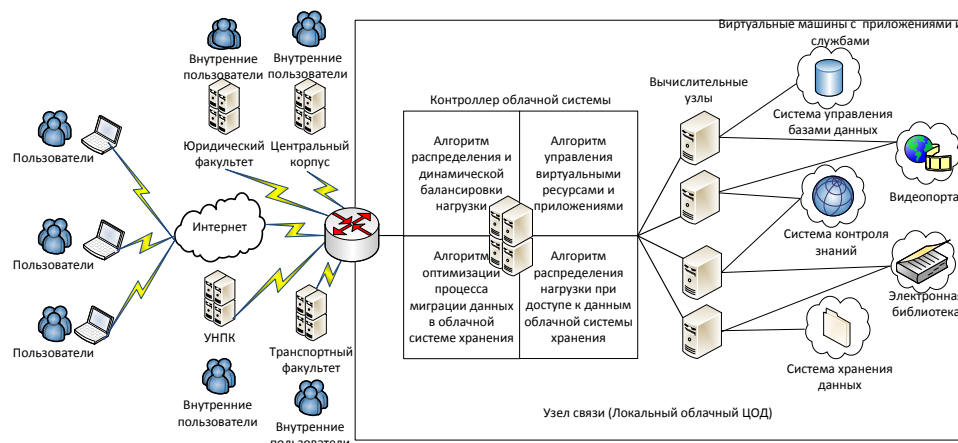 Виртуальные машины с приложениями и
службами
Внутренние
пользователи
Внутренние
пользователи
Вычислительные
узлы
Контроллер облачной системы
Система управления
базами данных
Пользователи
Юридический
факультет
Центральный
корпус
Алгоритм
распределения и
динамической
балансировки
нагрузки
Алгоритм
управления
виртуальными
ресурсами и
приложениями
Видеопорта
Интернет
Система контроля
знаний
Пользователи
Алгоритм
оптимизации
процесса
миграции данных
в облачной
системе хранения
Алгоритм
распределения
нагрузки при
доступе к данным
облачной системы
хранения
Электронная
библиотека
УНПК
Транспортный
факультет
Пользователи
Система хранения
данных
Внутренние
пользователи
Внутренние
пользователи
Узел связи (Локальный облачный ЦОД)